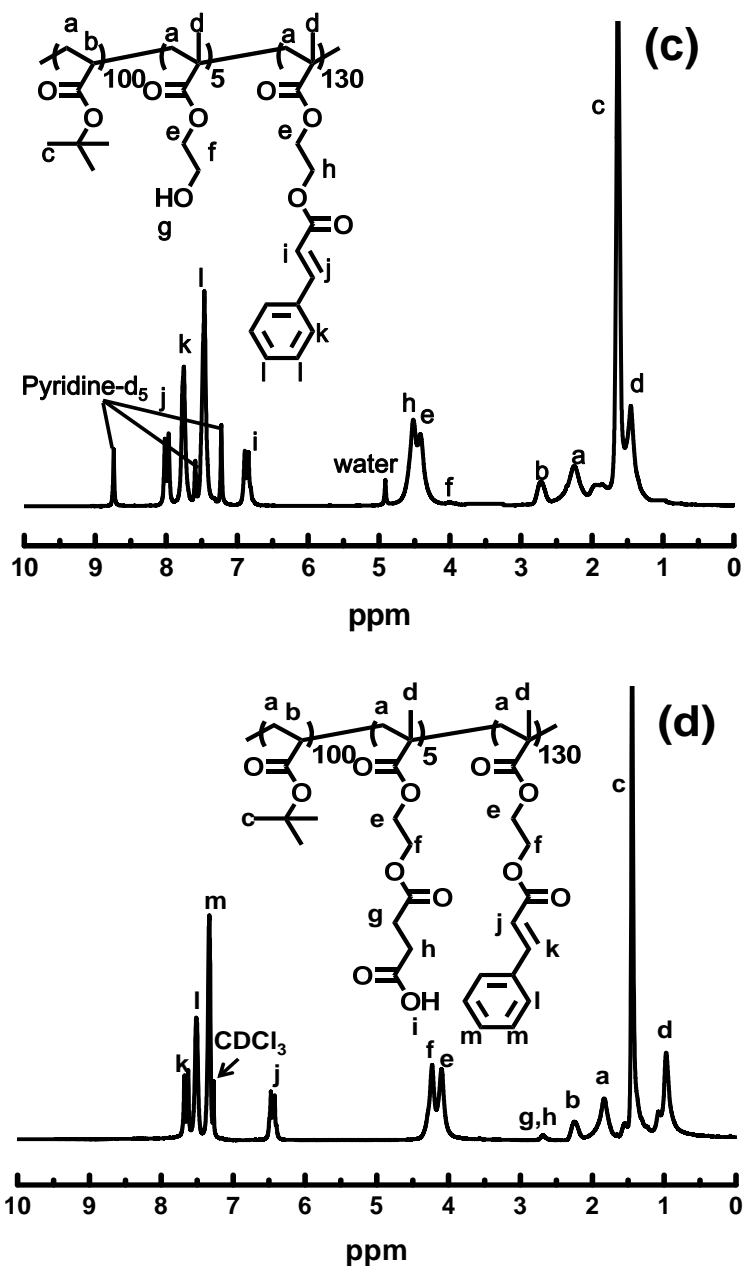 a b a d a d (c)
100 5 130
O O O O O O
c e f e h
HO g
O O
i j
k
l l
c
l
k
Pyridine-d5
j
i
water
h e
f
b a d
10 9 8 7 6 5 4 3 2 1 0
ppm
a b a d a d (d)
100 5 130
O O O O O O
c e f e f
O O O O
g h j k
O OH i
l
m m
c
m
l
k CDCl3
j
f e
g,h b a d
10 9 8 7 6 5 4 3 2 1 0
ppm